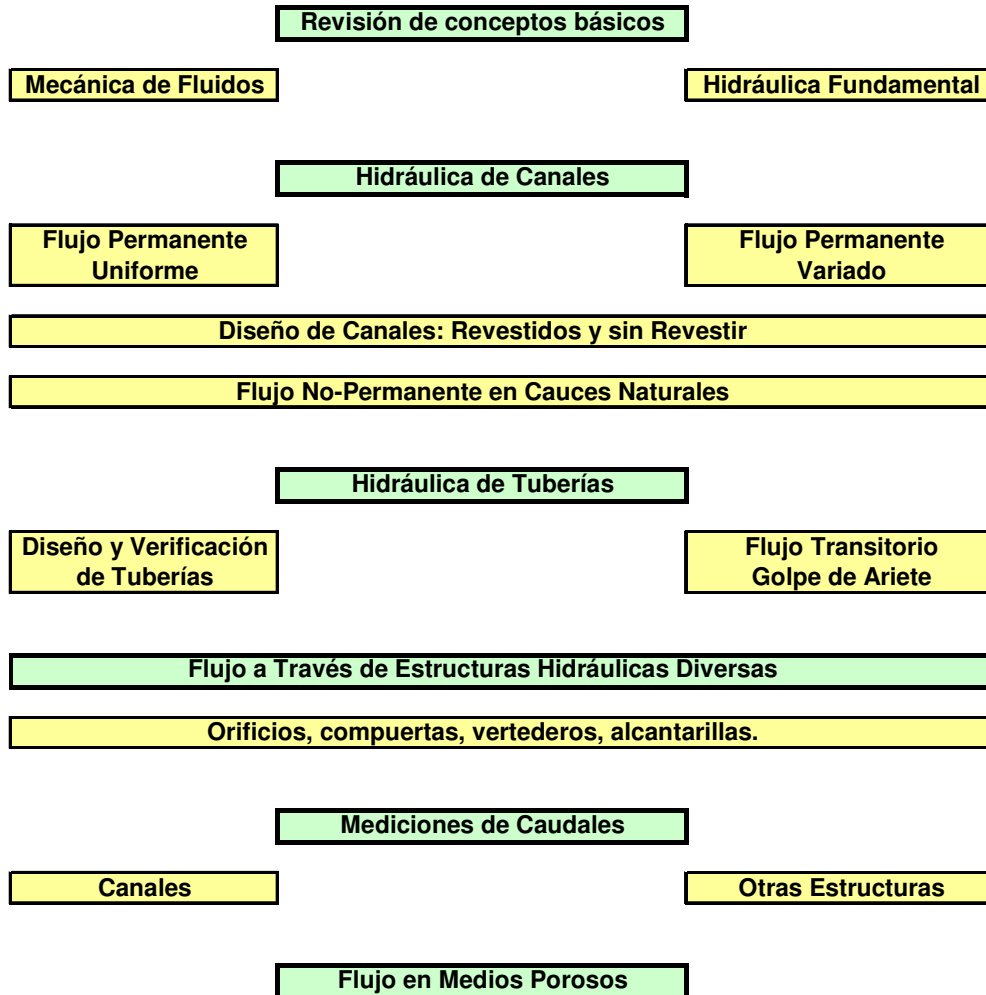 Revisión de conceptos básicos
Mecánica de Fluidos
Hidráulica Fundamental
Hidráulica de Canales
Flujo Permanente
Uniforme
Flujo Permanente
Variado
Diseño de Canales: Revestidos y sin Revestir
Flujo No-Permanente en Cauces Naturales
Hidráulica de Tuberías
Diseño y Verificación
de Tuberías
Flujo Transitorio
Golpe de Ariete
Flujo a Través de Estructuras Hidráulicas Diversas
Orificios, compuertas, vertederos, alcantarillas.
Mediciones de Caudales
Canales
Otras Estructuras
Flujo en Medios Porosos